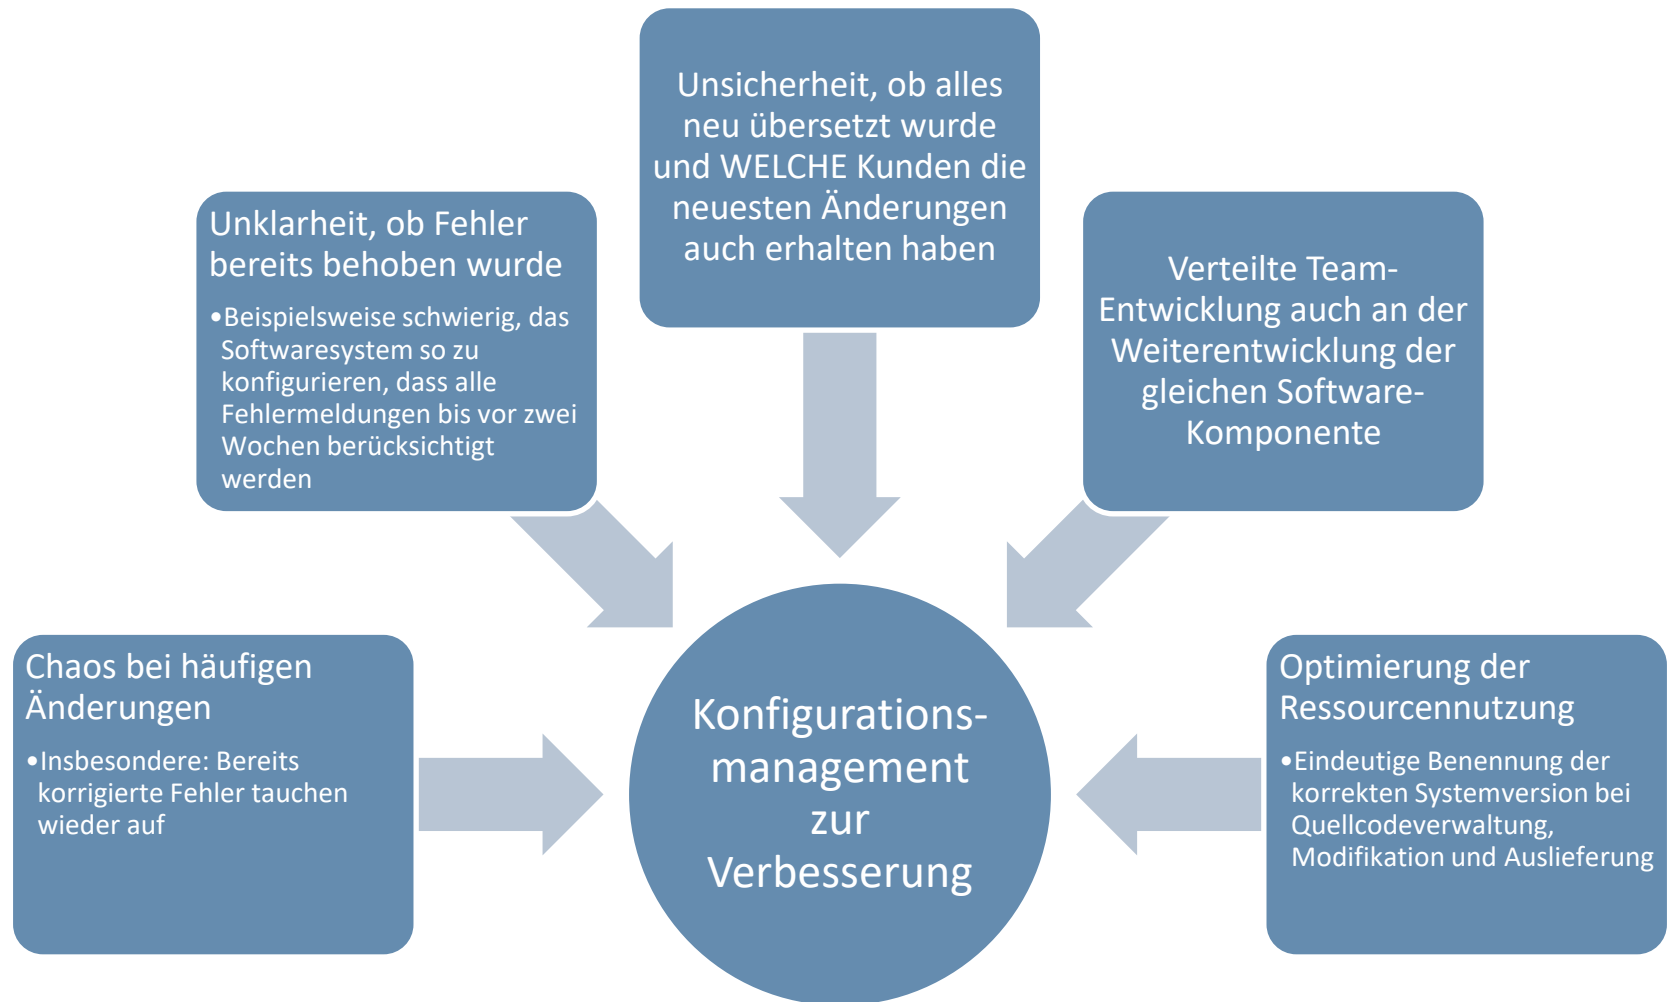 Unsicherheit, ob alles
neu übersetzt wurde
und WELCHE Kunden die
neuesten Änderungen
auch erhalten haben
Unklarheit, ob Fehler
bereits behoben wurde
•Beispielsweise schwierig, das
Softwaresystem so zu
konfigurieren, dass alle
Fehlermeldungen bis vor zwei
Wochen berücksichtigt
werden
Verteilte Team-
Entwicklung auch an der
Weiterentwicklung der
gleichen Software-
Komponente
Chaos bei häufigen
Änderungen
•Insbesondere: Bereits
korrigierte Fehler tauchen
wieder auf
Konfigurations-
management
zur
Verbesserung
Optimierung der
Ressourcennutzung
•Eindeutige Benennung der
korrekten Systemversion bei
Quellcodeverwaltung,
Modifikation und Auslieferung